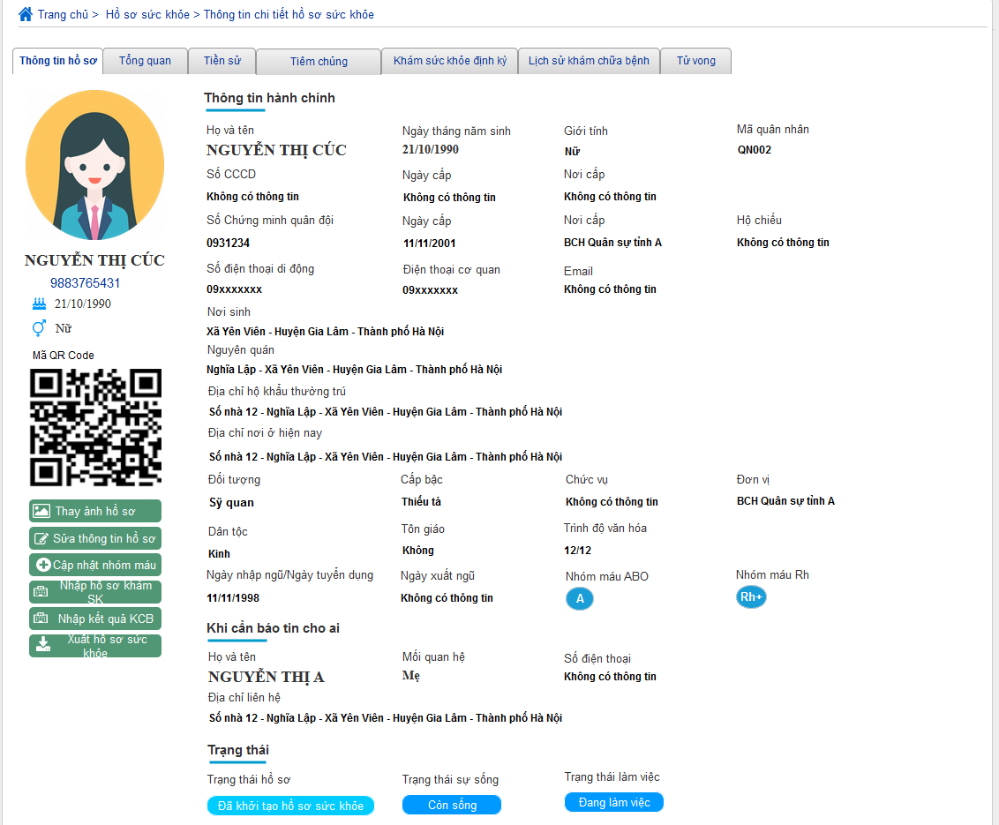 Trang chủ > Hồ sơ sức khỏe > Thông tin chi tiết hồ sơ sức khỏe
Thông tin hồ sơ Tổng quan Tiền sử Tiêm chủng Khám sức khỏe định kỳ Lịch sử khám chữa bệnh Tử vong
NGUYỄN THỊ CÚC
9883765431
21/10/1990
Nữ
Mã QR Code
Thay ảnh hồ sơ
Sửa thông tin hồ sơ
Cập nhật nhóm máu
Nhập hồ sơ khám
SK
Nhập kết quả KCB
Xuất hồ sơ sức
khỏe
Thông tin hành chính
Họ và tên Ngày tháng năm sinh Giới tính Mã quân nhân
NGUYỄN THỊ CÚC 21/10/1990 Nữ QN002
Số CCCD Ngày cấp Nơi cấp
Không có thông tin Không có thông tin Không có thông tin
Số Chứng minh quân đội Ngày cấp Nơi cấp Hộ chiếu
0931234 11/11/2001 BCH Quân sự tỉnh A Không có thông tin
Số điện thoại di động Điện thoại cơ quan Email
09xxxxxxx 09xxxxxxx Không có thông tin
Nơi sinh
Xã Yên Viên - Huyện Gia Lâm - Thành phố Hà Nội
Nguyên quán
Nghĩa Lập - Xã Yên Viên - Huyện Gia Lâm - Thành phố Hà Nội
Địa chỉ hộ khẩu thường trú
Số nhà 12 - Nghĩa Lập - Xã Yên Viên - Huyện Gia Lâm - Thành phố Hà Nội
Địa chỉ nơi ở hiện nay
Số nhà 12 - Nghĩa Lập - Xã Yên Viên - Huyện Gia Lâm - Thành phố Hà Nội
Đối tượng Cấp bậc Chức vụ Đơn vị
Sỹ quan Thiếu tá Không có thông tin BCH Quân sự tỉnh A
Dân tộc Tôn giáo Trình độ văn hóa
Kinh Không 12/12
Ngày nhập ngũ/Ngày tuyển dụng Ngày xuất ngũ Nhóm máu ABO Nhóm máu Rh
11/11/1998 Không có thông tin A Rh+
Khi cần báo tin cho ai
Họ và tên Mối quan hệ Số điện thoại
NGUYỄN THỊ A Mẹ Không có thông tin
Địa chỉ liên hệ
Số nhà 12 - Nghĩa Lập - Xã Yên Viên - Huyện Gia Lâm - Thành phố Hà Nội
Trạng thái
Trạng thái hồ sơ Trạng thái sự sống Trạng thái làm việc
Đã khởi tạo hồ sơ sức khỏe Còn sống Đang làm việc